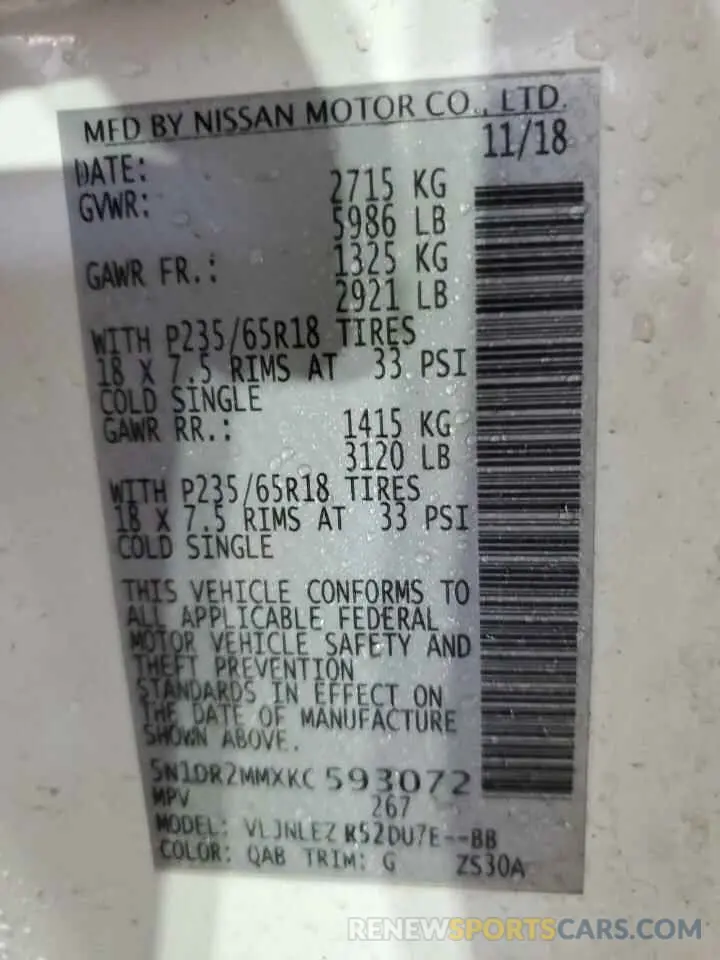 MFD BY NISSAN MOTOR CO., LTD.
DATE: 11/18
GVWR: 2715 KG
5986 LB
GAWR FR.: 1325 KG
2921 LB
WITH P235/65R18 TIRES
18 X 7.5 RIMS AT 33 PSI
COLD SINGLE
GAWR RR.: 1415 KG
3120 LB
WITH P235/65R18 TIRES
18 X 7.5 RIMS AT 33 PSI
COLD SINGLE
THIS VEHICLE CONFORMS TO
ALL APPLICABLE FEDERAL
MOTOR VEHICLE SAFETY AND
THEFT PREVENTION
STANDARDS IN EFFECT ON
THE DATE OF MANUFACTURE
SHOWN ABOVE.
5N1DR2MMXKC 593072
MPV 267
MODEL: VLJNLEZ R52DU7E--BB
COLOR: QAB TRIM: G ZS30A
RENEWSPORTSCARS.COM